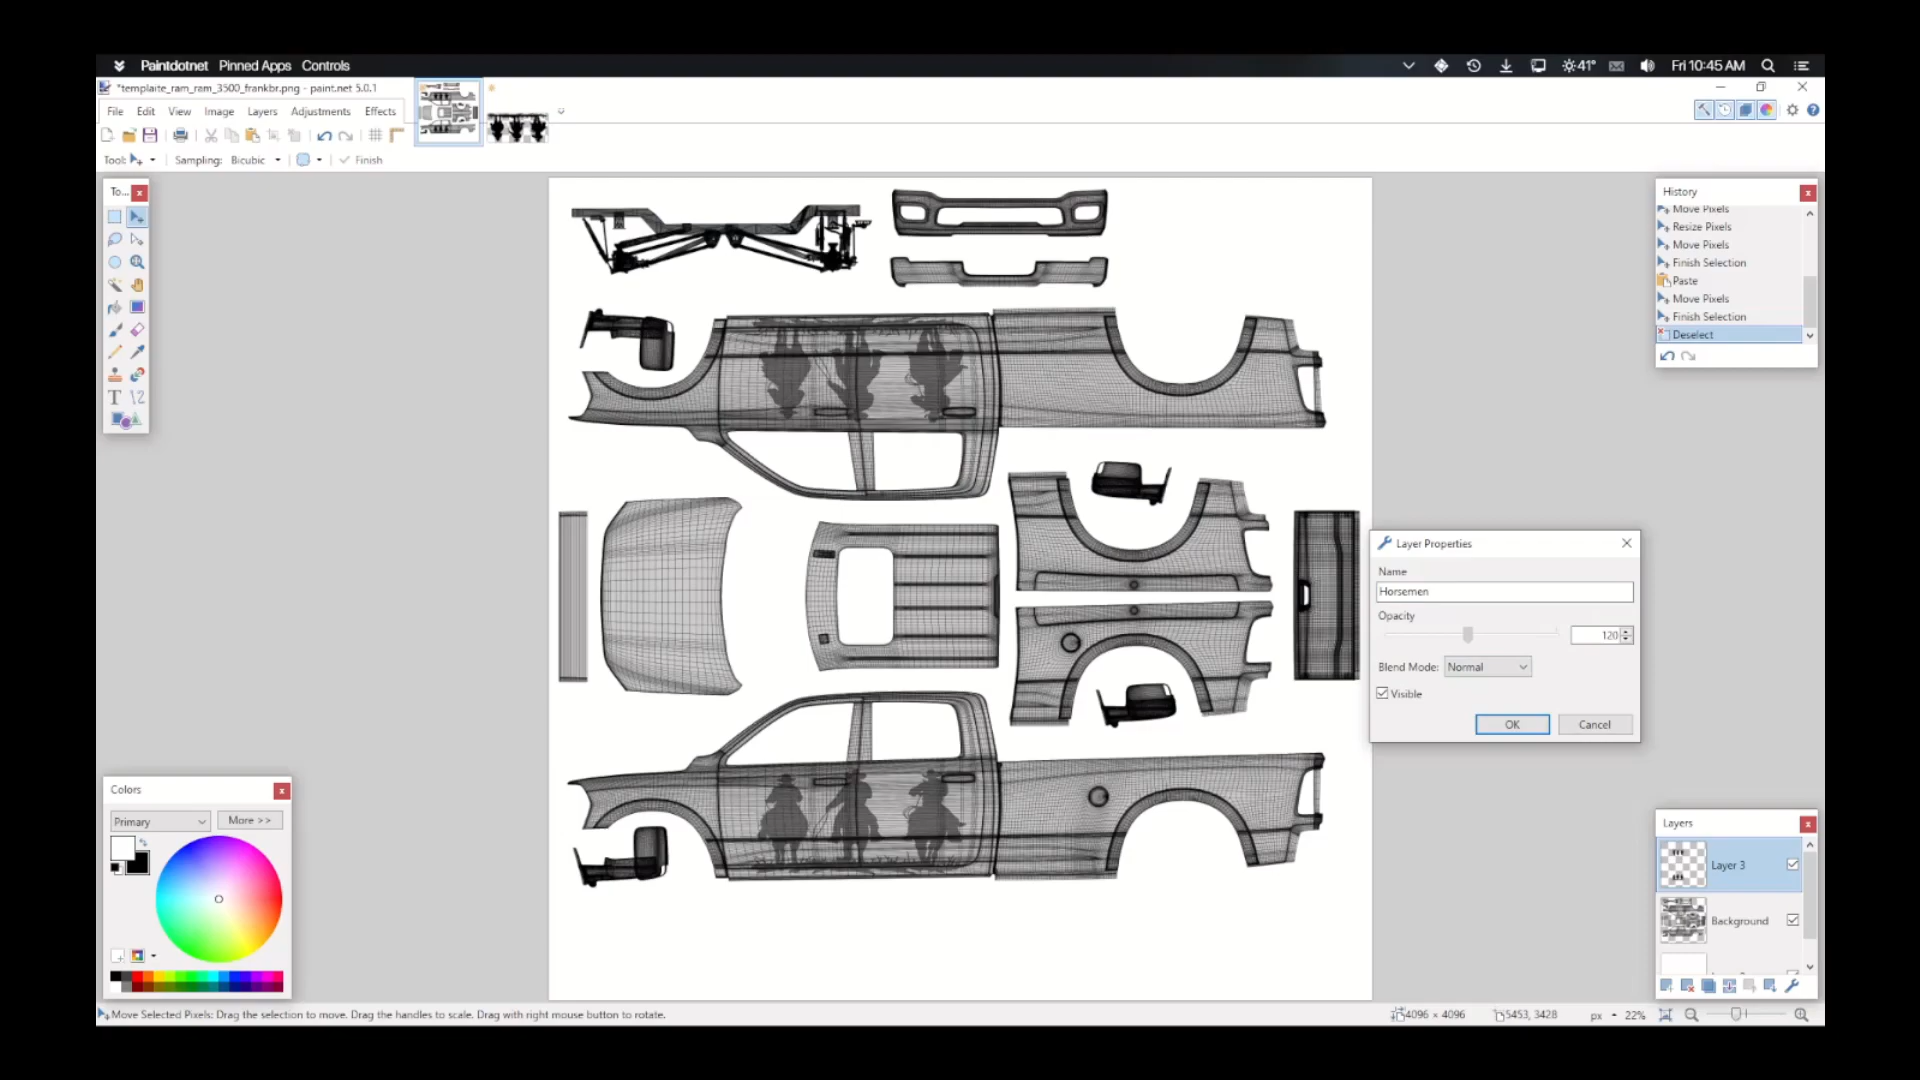 Paintdotnet Pinned Apps Controls
41° Fri 10:45 AM
*templaite_ram_ram_3500_frankbr.png - paint.net 5.0.1
File Edit View Image Layers Adjustments Effects
Tool: Sampling: Bicubic Finish
To...
History
Move Pixels
Resize Pixels
Move Pixels
Finish Selection
Paste
Move Pixels
Finish Selection
Deselect
Layer Properties
Name
Horsemen
Opacity
120
Blend Mode: Normal
Visible
OK Cancel
Colors
Primary More >>
Layers
Layer 3
Background
Move Selected Pixels: Drag the selection to move. Drag the handles to scale. Drag with right mouse button to rotate.
4096 × 4096 5453, 3428 px 22%